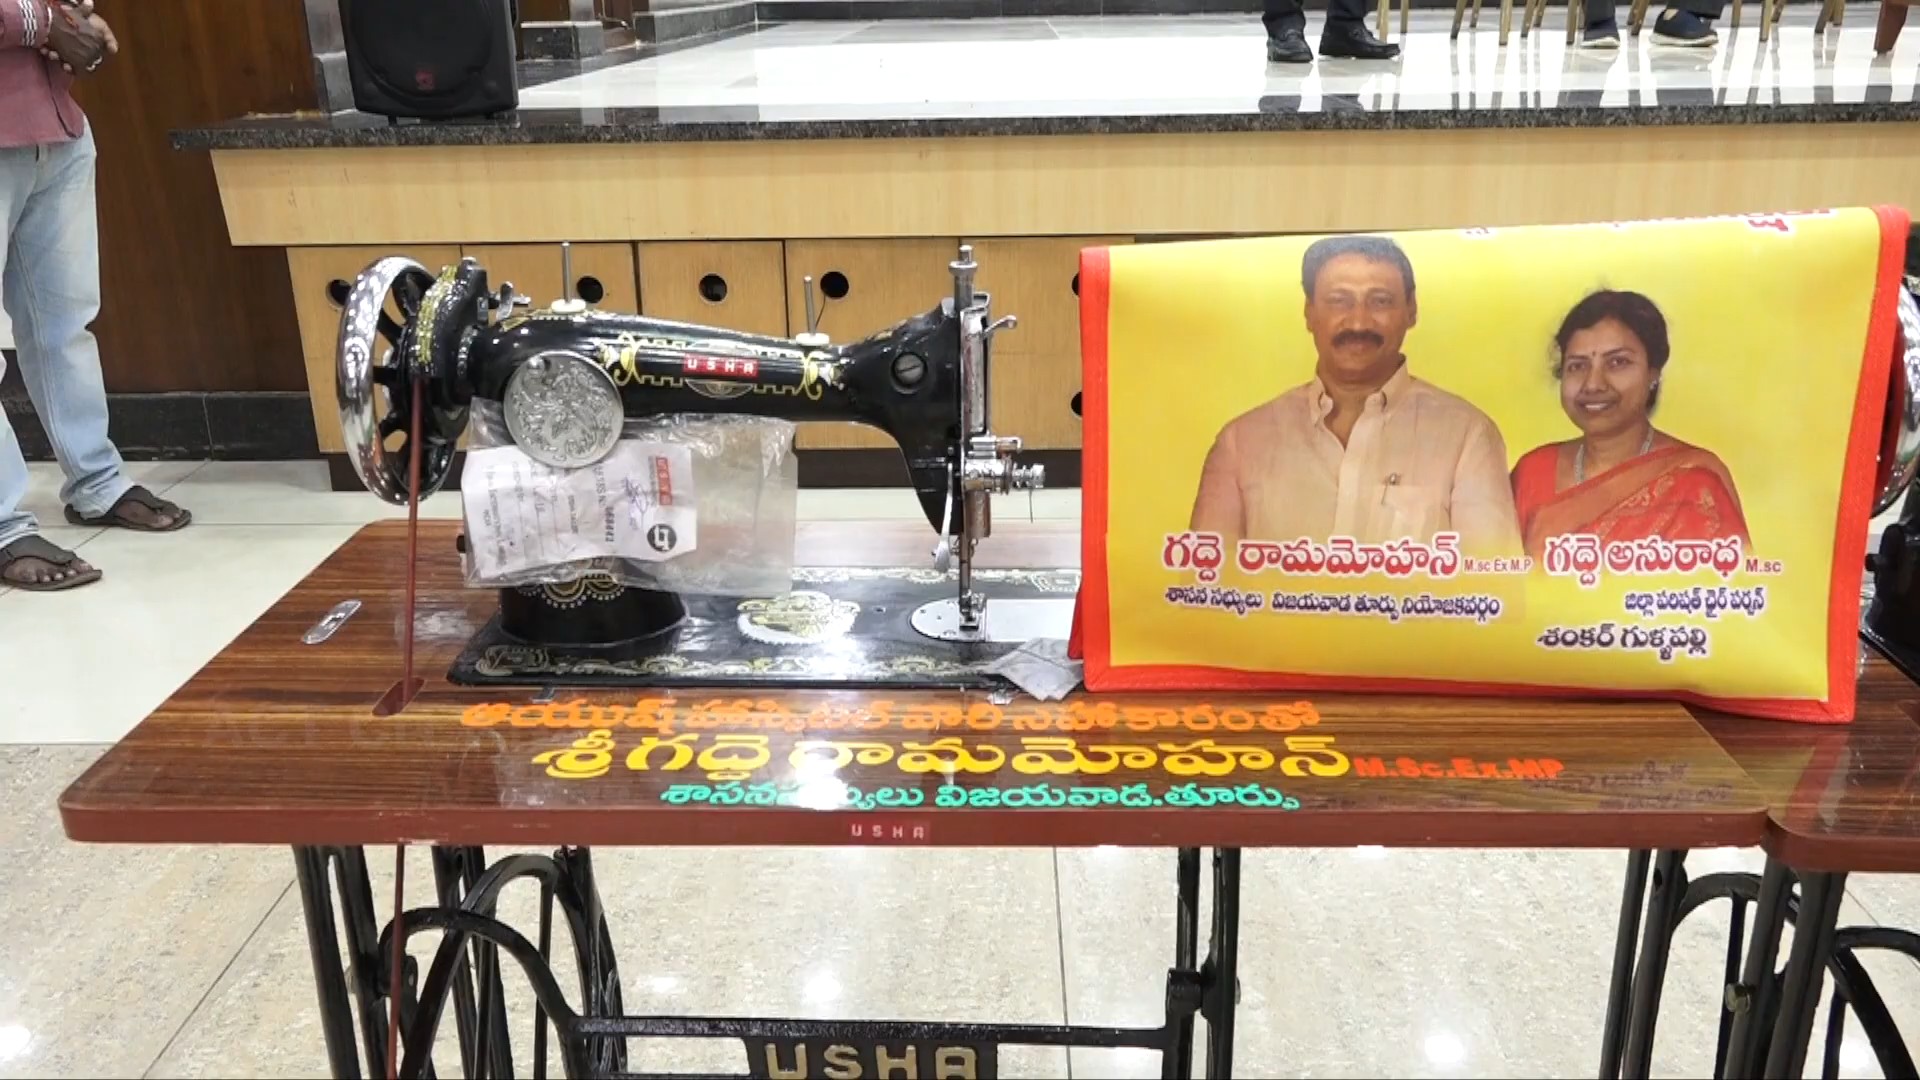 USHA
గద్దె రామమోహన్ M.sc Ex M.P
శాసన సభ్యులు విజయవాడ తూర్పు నియోజకవర్గం
గద్దె అనురాధ M.sc
జిల్లా పరిషత్ ఛైర్ పర్సన్
శంకర్ గుళ్ళపల్లి
ఆయుష్ హాస్పిటల్ వారి సహకారంతో
శ్రీ గద్దె రామమోహన్ M.Sc.Ex.MP
శాసనసభ్యులు విజయవాడ.తూర్పు
USHA
USHA